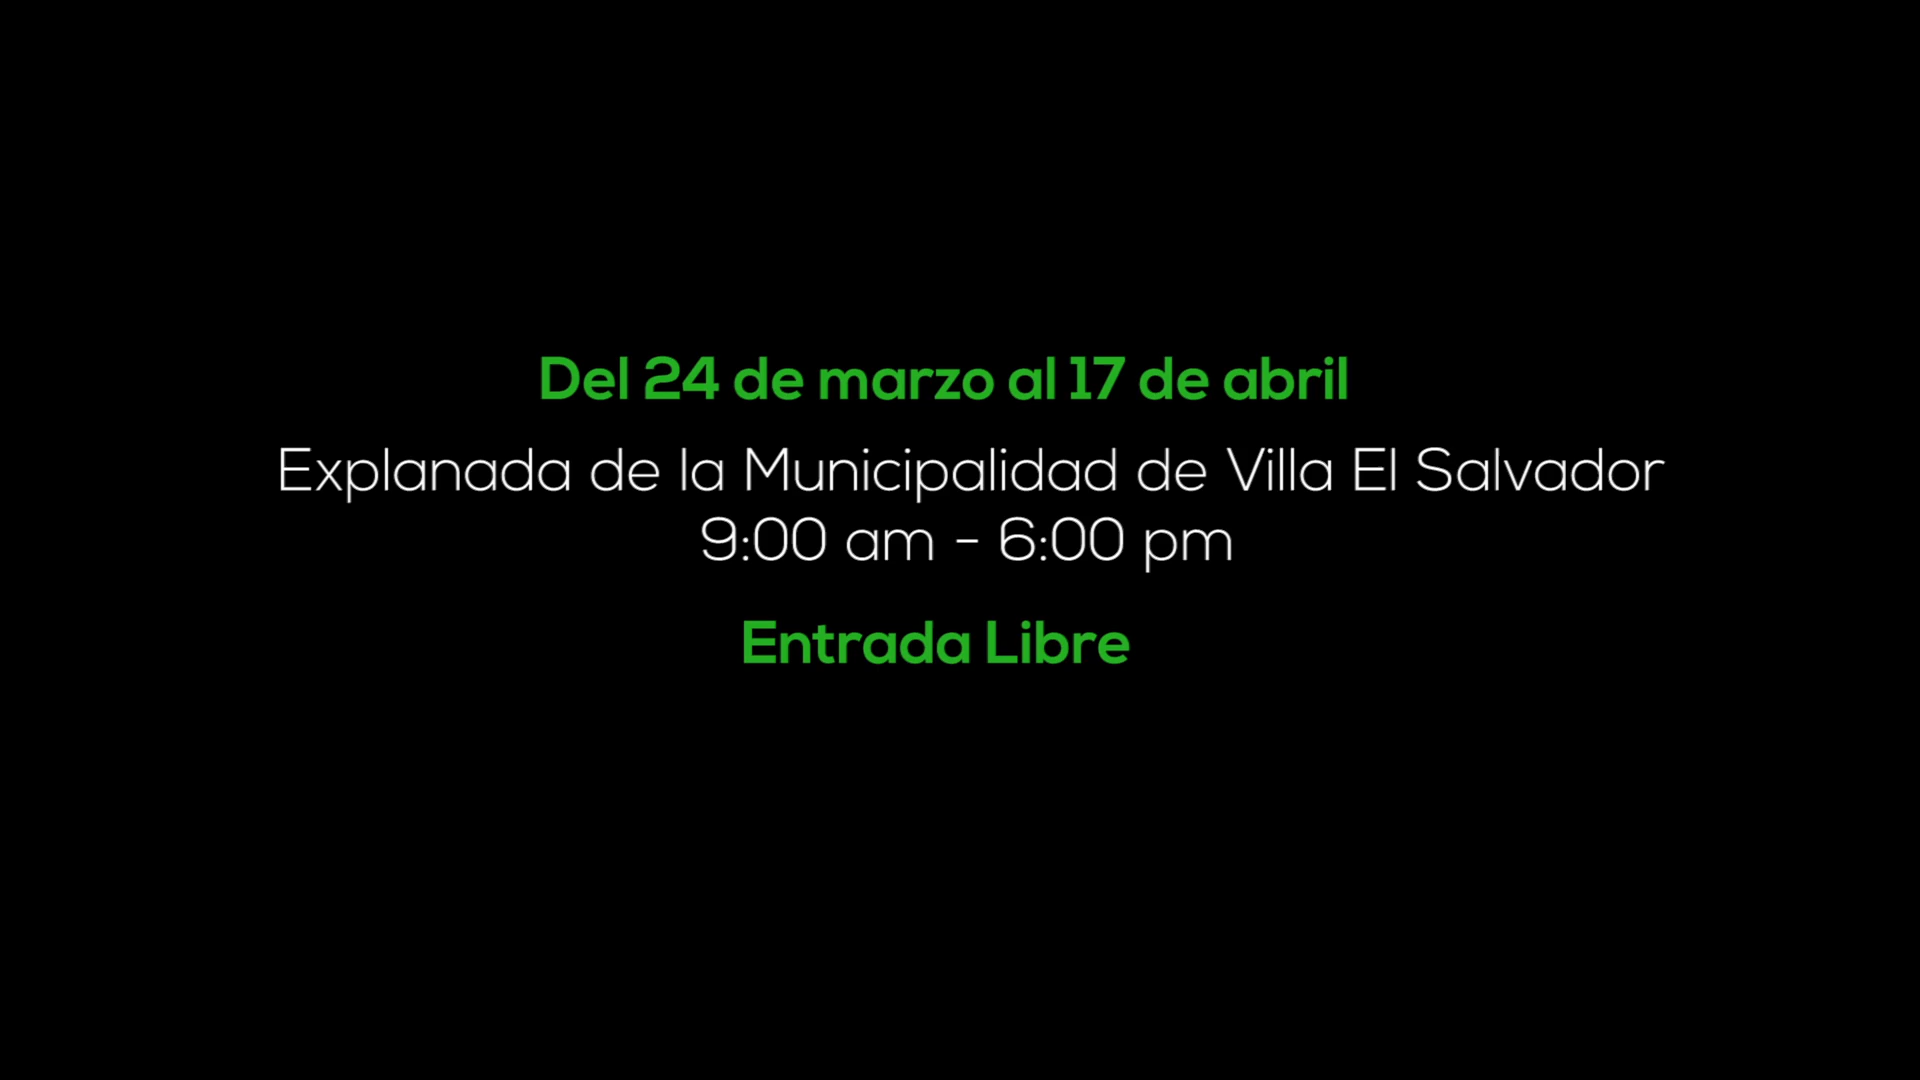 Del 24 de marzo al 17 de abril
Explanada de la Municipalidad de Villa El Salvador
9:00 am - 6:00 pm
Entrada Libre